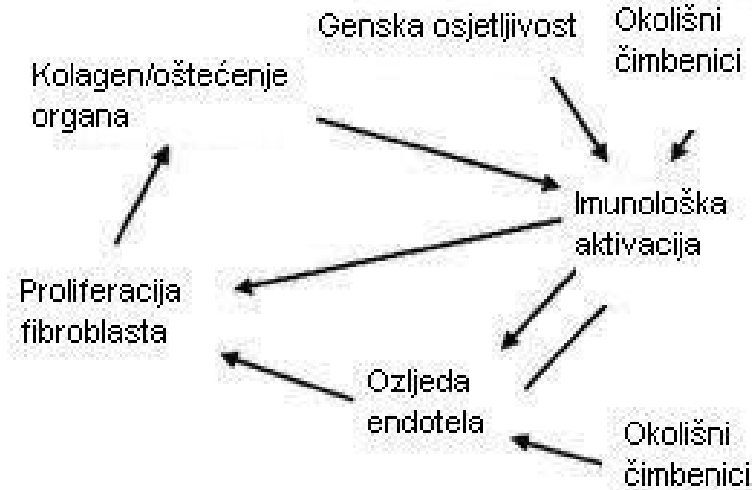 Genska osjetljivost
Okolišni
čimbenici
Kolagen/oštećenje
organa
Imunološka
aktivacija
Proliferacija
fibroblasta
Ozljeda
endotela
Okolišni
čimbenici